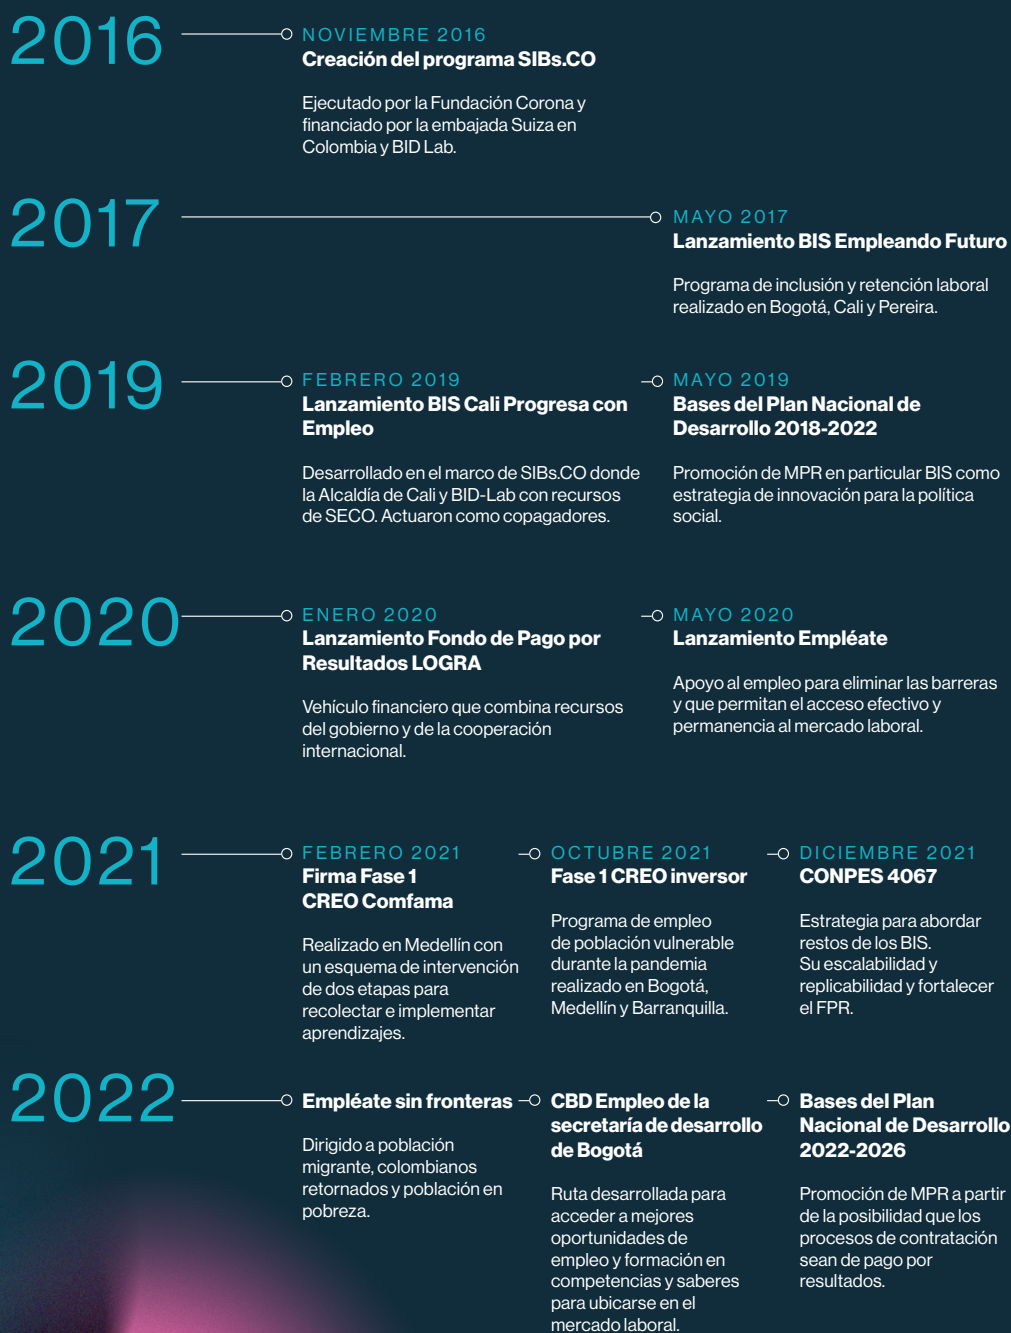 2016
NOVIEMBRE 2016
Creación del programa SIBs.CO
Ejecutado por la Fundación Corona y
financiado por la embajada Suiza en
Colombia y BID Lab.
2017
MAYO 2017
Lanzamiento BIS Empleando Futuro
Programa de inclusión y retención laboral
realizado en Bogotá, Cali y Pereira.
2019
FEBRERO 2019
Lanzamiento BIS Cali Progresa con
Empleo
Desarrollado en el marco de SIBs.CO donde
la Alcaldía de Cali y BID-Lab con recursos
de SECO. Actuaron como copagadores.
MAYO 2019
Bases del Plan Nacional de
Desarrollo 2018-2022
Promoción de MPR en particular BIS como
estrategia de innovación para la política
social.
2020
ENERO 2020
Lanzamiento Fondo de Pago por
Resultados LOGRA
Vehículo financiero que combina recursos
del gobierno y de la cooperación
internacional.
MAYO 2020
Lanzamiento Empléate
Apoyo al empleo para eliminar las barreras
y que permitan el acceso efectivo y
permanencia al mercado laboral.
2021
FEBRERO 2021
Firma Fase 1
CREO Comfama
Realizado en Medellín con
un esquema de intervención
de dos etapas para
recolectar e implementar
aprendizajes.
OCTUBRE 2021
Fase 1 CREO inversor
Programa de empleo
de población vulnerable
durante la pandemia
realizado en Bogotá,
Medellín y Barranquilla.
DICIEMBRE 2021
CONPES 4067
Estrategia para abordar
restos de los BIS.
Su escalabilidad y
replicabilidad y fortalecer
el FPR.
2022
Empléate sin fronteras
Dirigido a población
migrante, colombianos
retornados y población en
pobreza.
CBD Empleo de la
secretaría de desarrollo
de Bogotá
Ruta desarrollada para
acceder a mejores
oportunidades de
empleo y formación en
competencias y saberes
para ubicarse en el
mercado laboral.
Bases del Plan
Nacional de Desarrollo
2022-2026
Promoción de MPR a partir
de la posibilidad que los
procesos de contratación
sean de pago por
resultados.